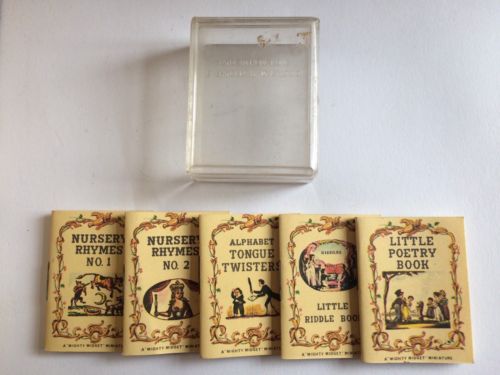 NURSERY
RHYMES
NO. 1
A "MIGHTY MIDGET" MINIATURE
NURSERY
RHYMES
NO. 2
A "MIGHTY MIDGET" MINIATURE
ALPHABET
TONGUE
TWISTERS
A "MIGHTY MIDGET" MINIATURE
RIDDLES
LITTLE
RIDDLE BOOK
A "MIGHTY MIDGET" MINIATURE
LITTLE
POETRY
BOOK
A "MIGHTY MIDGET" MINIATURE